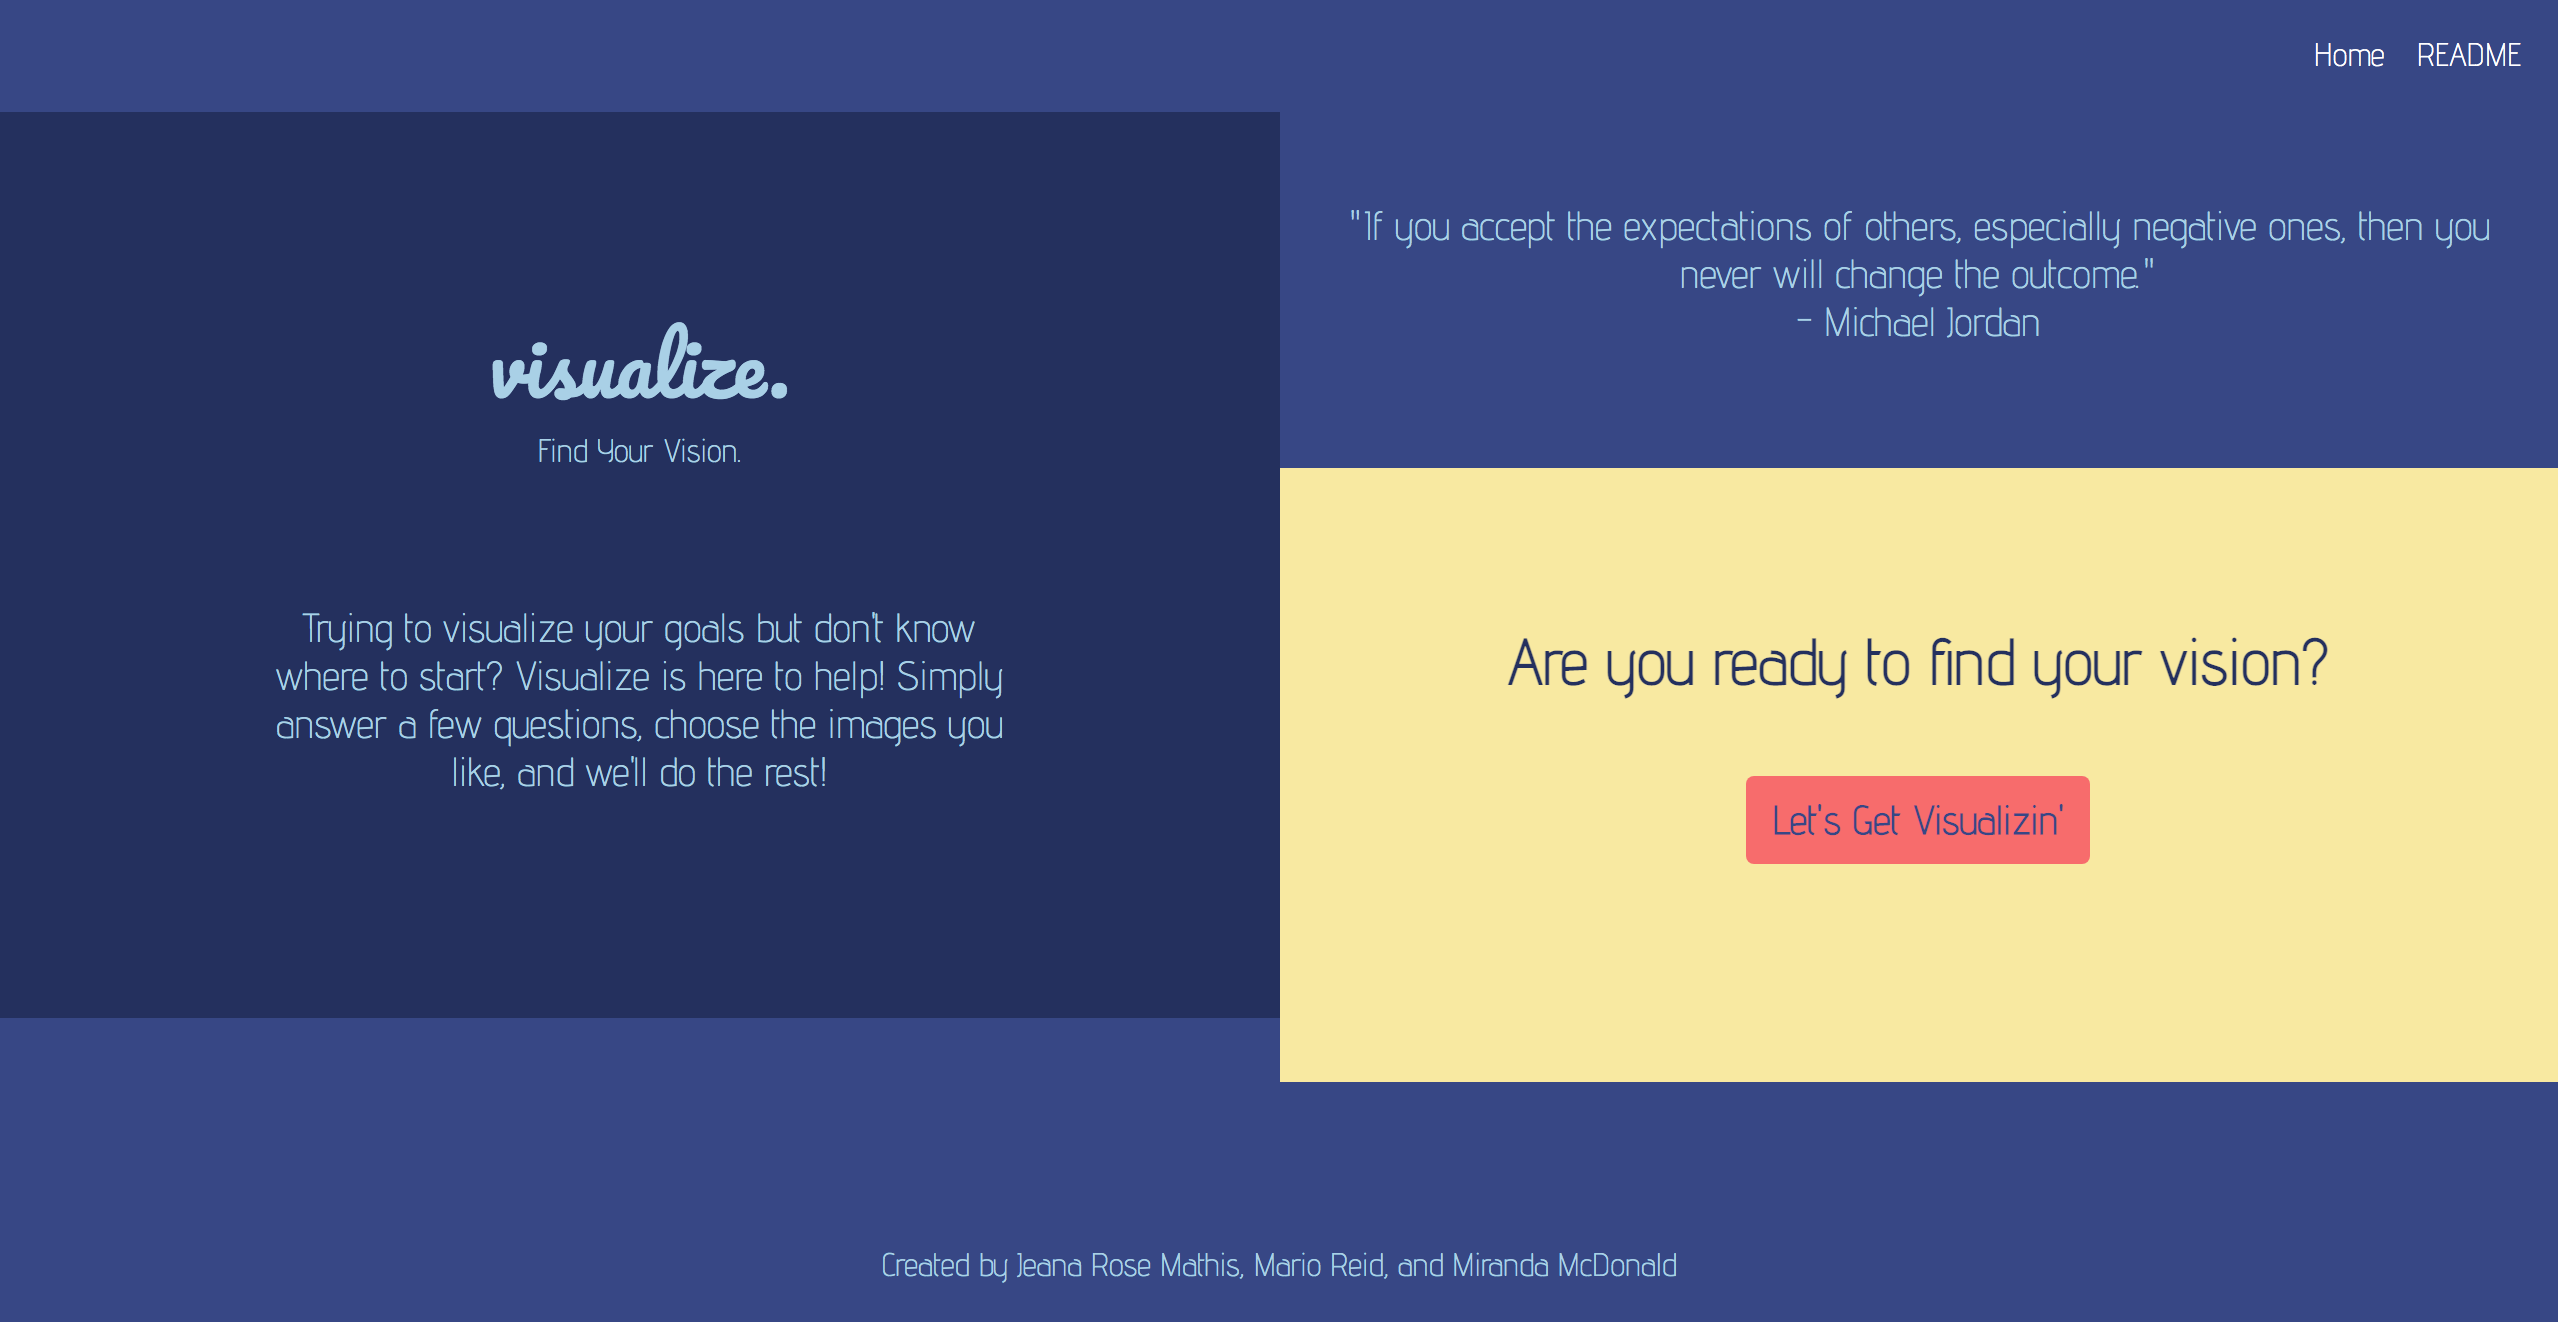 Home README
visualize.
Find Your Vision.
Trying to visualize your goals but don't know
where to start? Visualize is here to help! Simply
answer a few questions, choose the images you
like, and we'll do the rest!
"If you accept the expectations of others, especially negative ones, then you
never will change the outcome."
- Michael Jordan
Are you ready to find your vision?
Let's Get Visualizin'
Created by Jeana Rose Mathis, Mario Reid, and Miranda McDonald